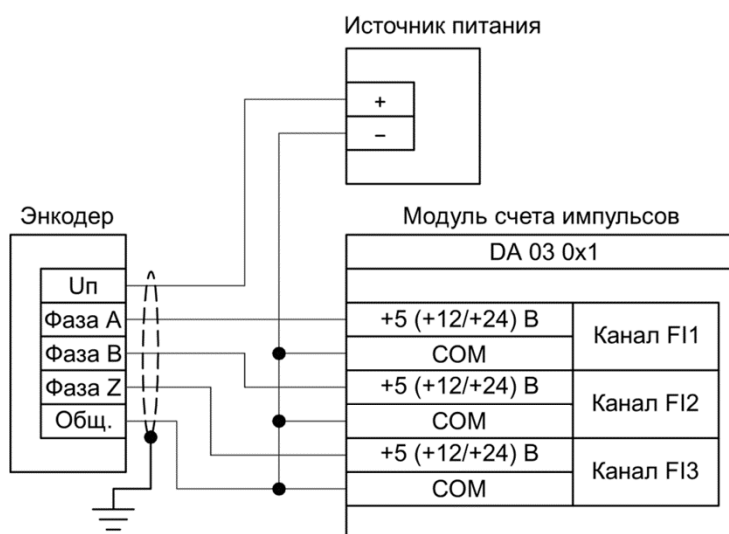 Источник питания
+
–
Энкодер
Модуль счета импульсов
DA 03 0x1
Uп
Фаза A
Фаза B
Фаза Z
Общ.
+5 (+12/+24) В
COM
Канал FI1
+5 (+12/+24) В
COM
Канал FI2
+5 (+12/+24) В
COM
Канал FI3